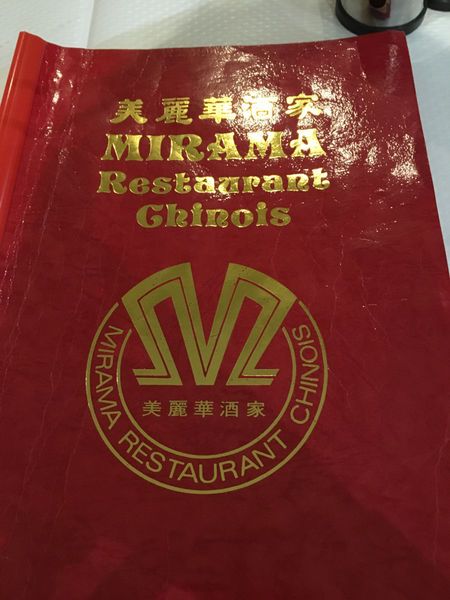 美麗華酒家
MIRAMA
Restaurant
Chinois
美麗華酒家
MIRAMA RESTAURANT CHINOIS